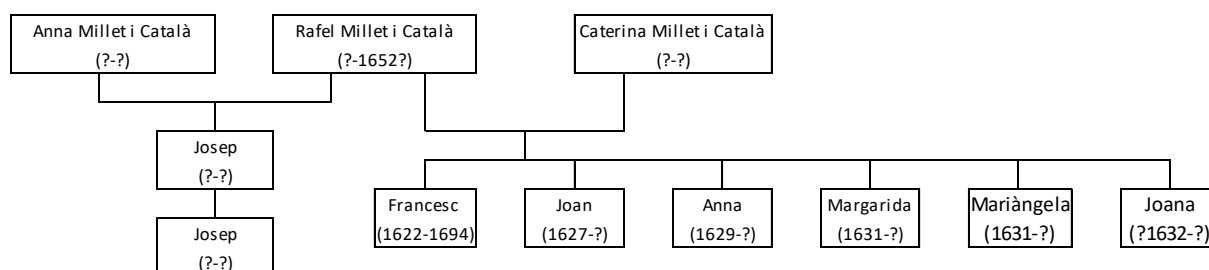 Anna Millet i Català
(?-?)
Rafel Millet i Català
(?-1652?)
Caterina Millet i Català
(?-?)
Josep
(?-?)
Francesc
(1622-1694)
Joan
(1627-?)
Anna
(1629-?)
Margarida
(1631-?)
Mariàngela
(1631-?)
Joana
(?1632-?)
Josep
(?-?)